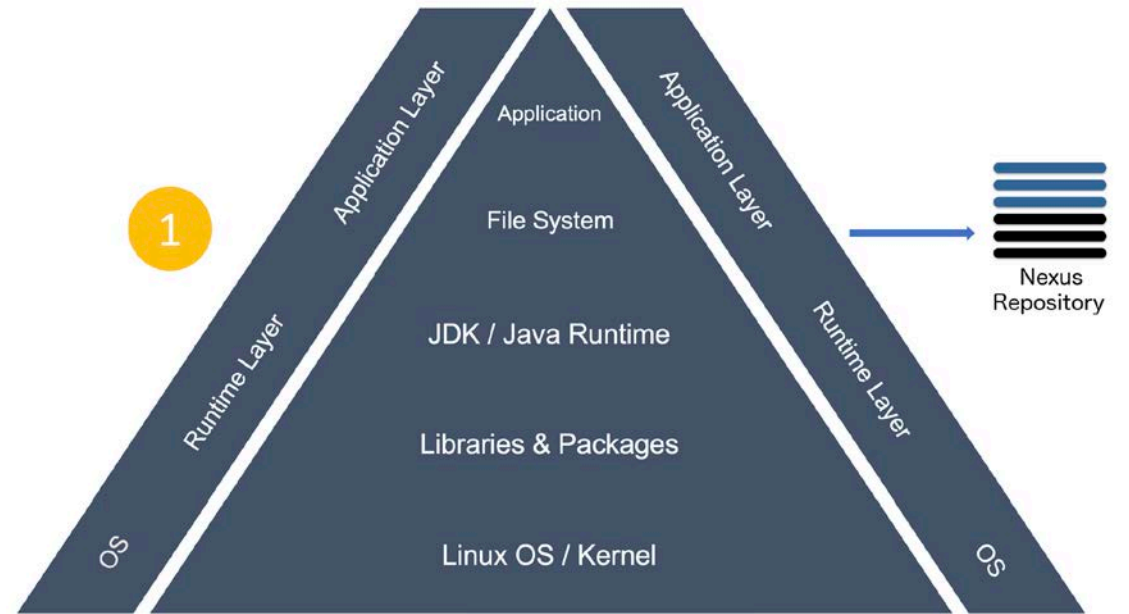 Application Layer
Runtime Layer
OS
1
Application
File System
JDK / Java Runtime
Libraries & Packages
Linux OS / Kernel
Application Layer
Runtime Layer
OS
Nexus
Repository